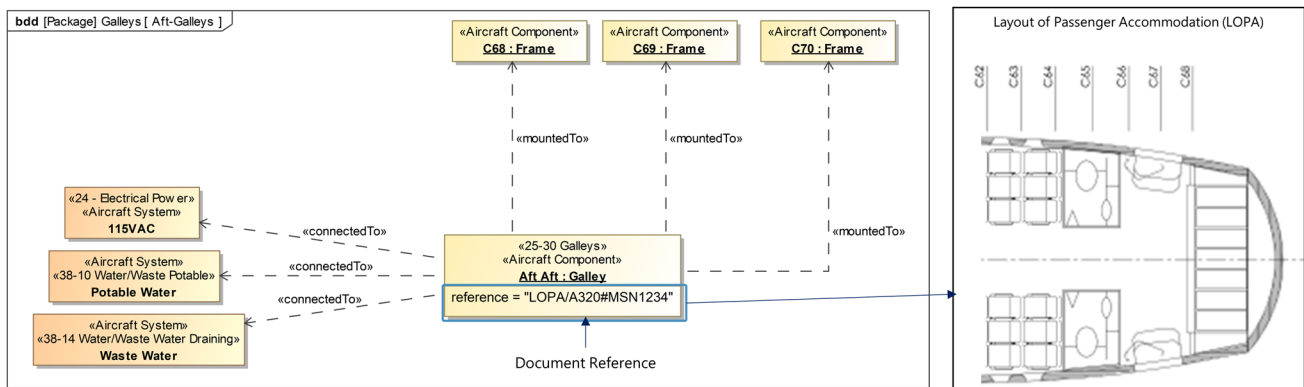 bdd [Package] Galleys [ Aft-Galleys ]
«Aircraft Component»
C68 : Frame
«Aircraft Component»
C69 : Frame
«Aircraft Component»
C70 : Frame
«mountedTo»
«mountedTo»
«mountedTo»
«24 - Electrical Power»
«Aircraft System»
115VAC
«connectedTo»
«Aircraft System»
«38-10 Water/Waste Potable»
Potable Water
«connectedTo»
«Aircraft System»
«38-14 Water/Waste Water Draining»
Waste Water
«connectedTo»
«25-30 Galleys»
«Aircraft Component»
Aft Aft : Galley
reference = "LOPA/A320#MSN1234"
Document Reference
Layout of Passenger Accommodation (LOPA)
C62
C63
C64
C65
C66
C67
C68